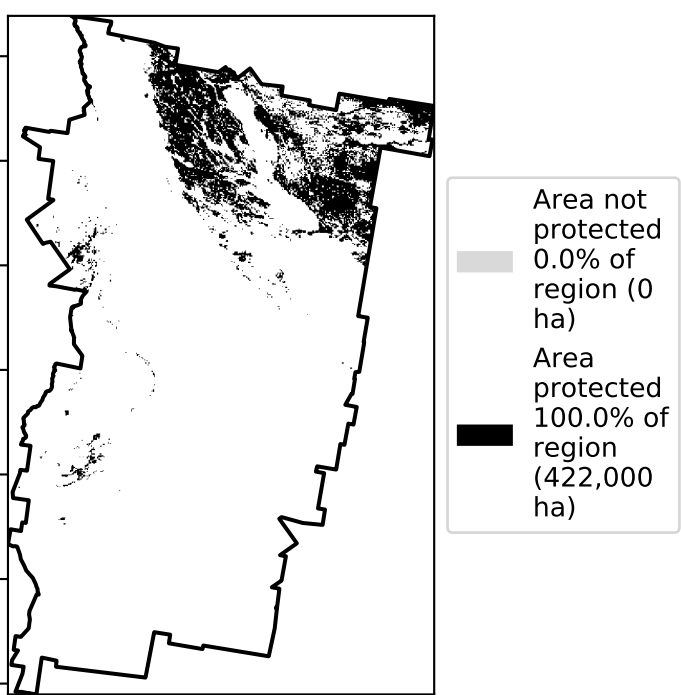 Area not
protected
0.0% of
region (0
ha)
Area
protected
100.0% of
region
(422,000
ha)